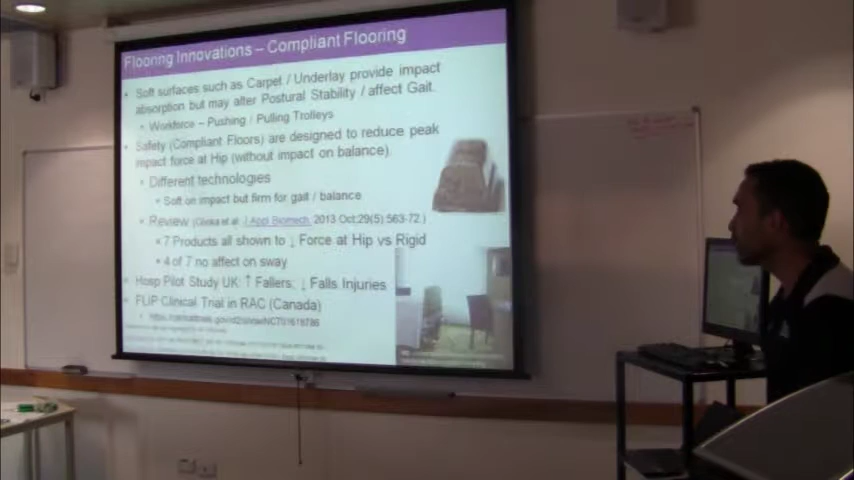 Flooring Innovations – Compliant Flooring
• Soft surfaces such as Carpet / Underlay provide impact
absorption but may alter Postural Stability / affect Gait.
• Workforce – Pushing / Pulling Trolleys
• Safety (Compliant Floors) are designed to reduce peak
impact force at Hip (without impact on balance)
• Different technologies
• Soft on impact but firm for gait / balance
• Review (Glinka et al. J Appl Biomech. 2013 Oct;29(5):563-72.)
• 7 Products all shown to ↓ Force at Hip vs Rigid
• 4 of 7 no affect on sway
• Hosp Pilot Study UK: ↑ Fallers, ↓ Falls Injuries
• FLIP Clinical Trial in RAC (Canada)